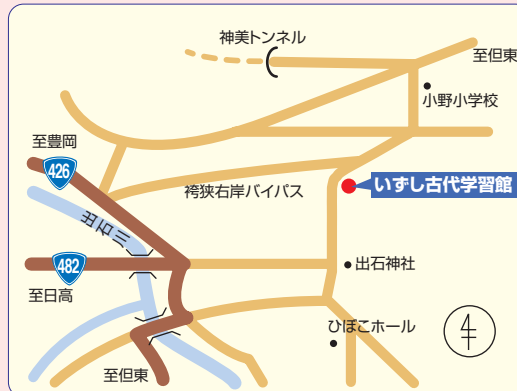 神美トンネル
至但東
小野小学校
至豊岡
426
袴狭右岸バイパス
いずし古代学習館
出石川
482
出石神社
至日高
ひぼこホール
至但東